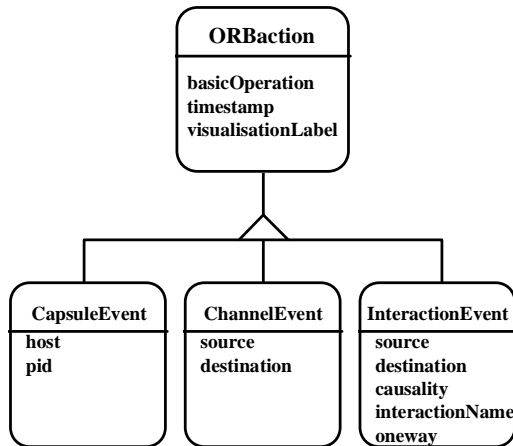 ORBaction
basicOperation
timestamp
visualisationLabel
CapsuleEvent
host
pid
ChannelEvent
source
destination
InteractionEvent
source
destination
causality
interactionName
oneway